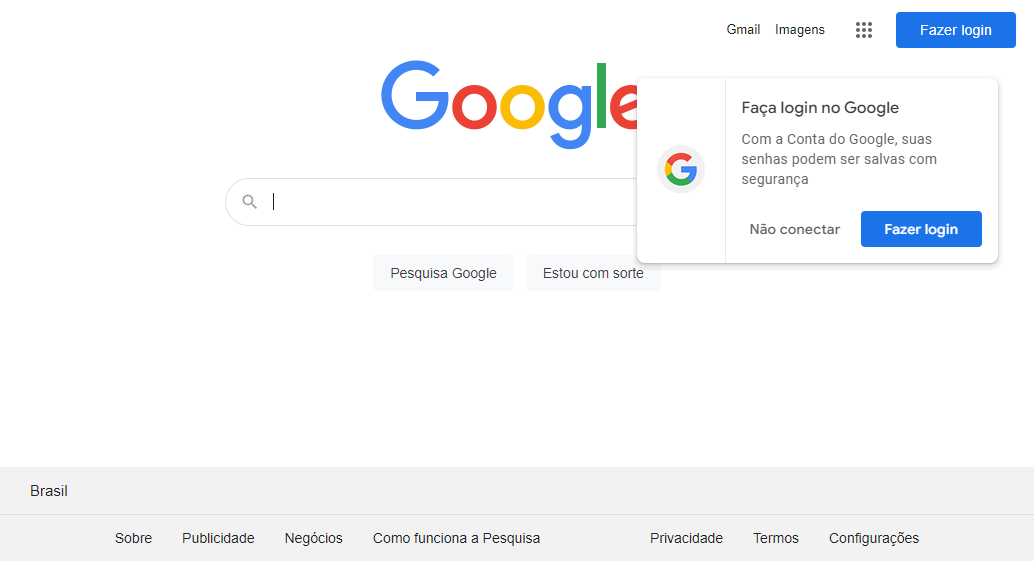 Gmail Imagens Fazer login
Google
Faça login no Google
Com a Conta do Google, suas
senhas podem ser salvas com
segurança
Não conectar Fazer login
Pesquisa Google Estou com sorte
Brasil
Sobre Publicidade Negócios Como funciona a Pesquisa Privacidade Termos Configurações